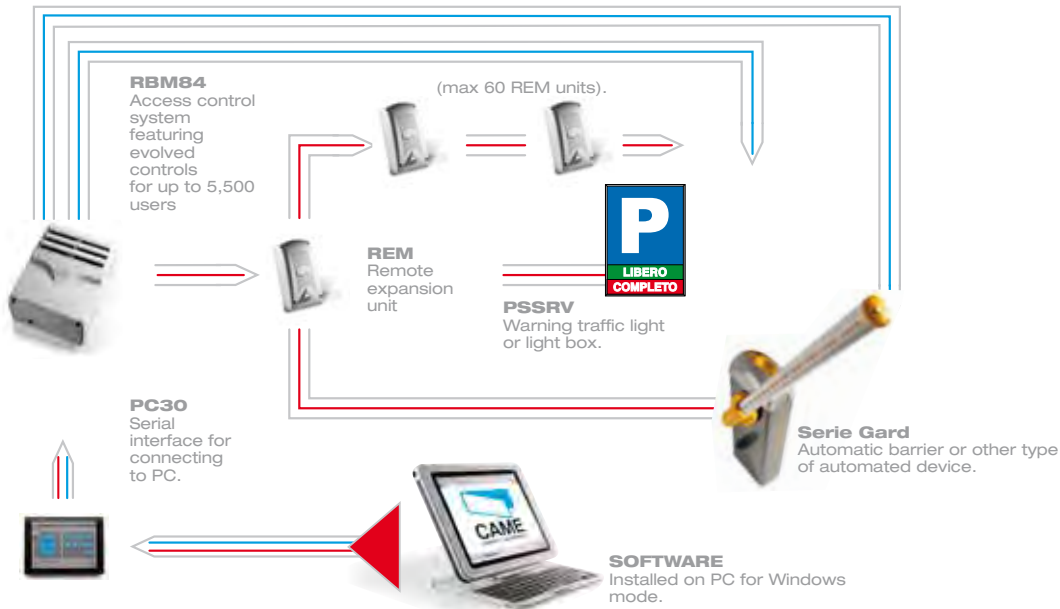 RBM84
Access control
system
featuring
evolved
controls
for up to 5,500
users
(max 60 REM units).
REM
Remote
expansion
unit
P
LIBERO
COMPLETO
PSSRV
Warning traffic light
or light box.
PC30
Serial
interface for
connecting
to PC.
Serie Gard
Automatic barrier or other type
of automated device.
CAME
SOFTWARE
Installed on PC for Windows
mode.